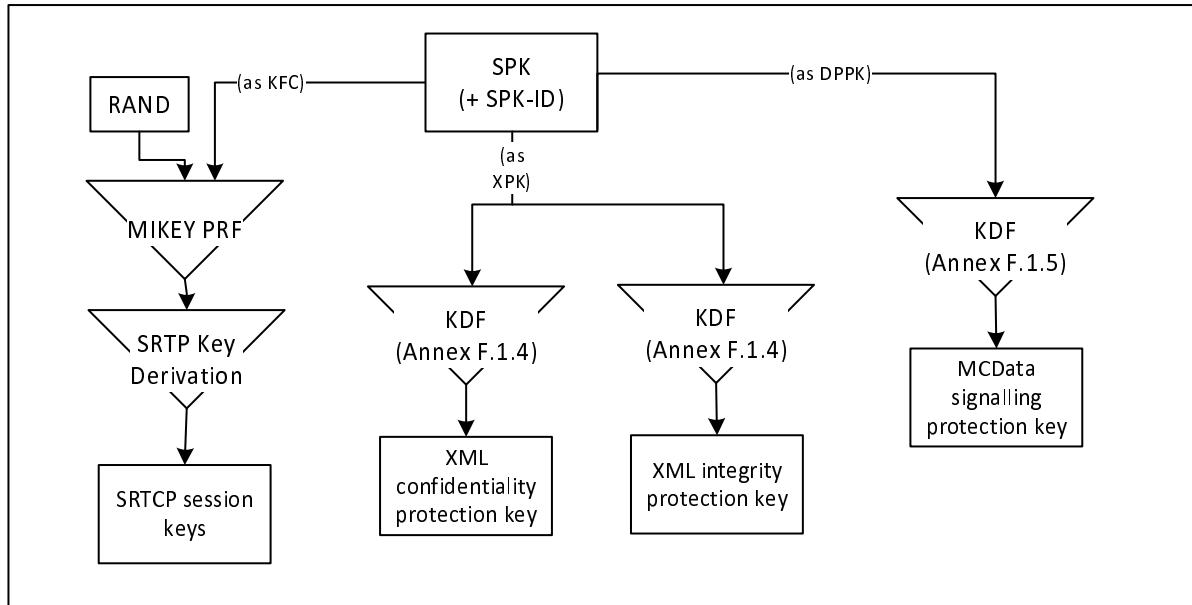 SPK
(+ SPK-ID)
(as KFC)
(as DPPK)
RAND
(as
XPK)
MIKEY PRF
KDF
(Annex F.1.5)
SRTP Key
Derivation
KDF
(Annex F.1.4)
KDF
(Annex F.1.4)
MCData
signalling
protection key
XML
confidentiality
protection key
XML integrity
protection key
SRTCP session
keys